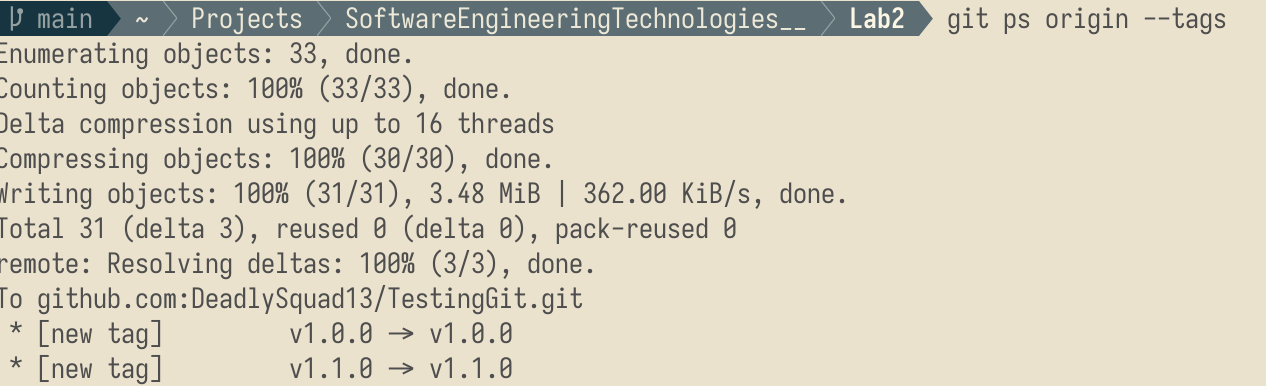 main ~ Projects SoftwareEngineeringTechnologies__ Lab2 git ps origin --tags
Enumerating objects: 33, done.
Counting objects: 100% (33/33), done.
Delta compression using up to 16 threads
Compressing objects: 100% (30/30), done.
Writing objects: 100% (31/31), 3.48 MiB | 362.00 KiB/s, done.
Total 31 (delta 3), reused 0 (delta 0), pack-reused 0
remote: Resolving deltas: 100% (3/3), done.
To github.com:DeadlySquad13/TestingGit.git
* [new tag] v1.0.0 -> v1.0.0
* [new tag] v1.1.0 -> v1.1.0